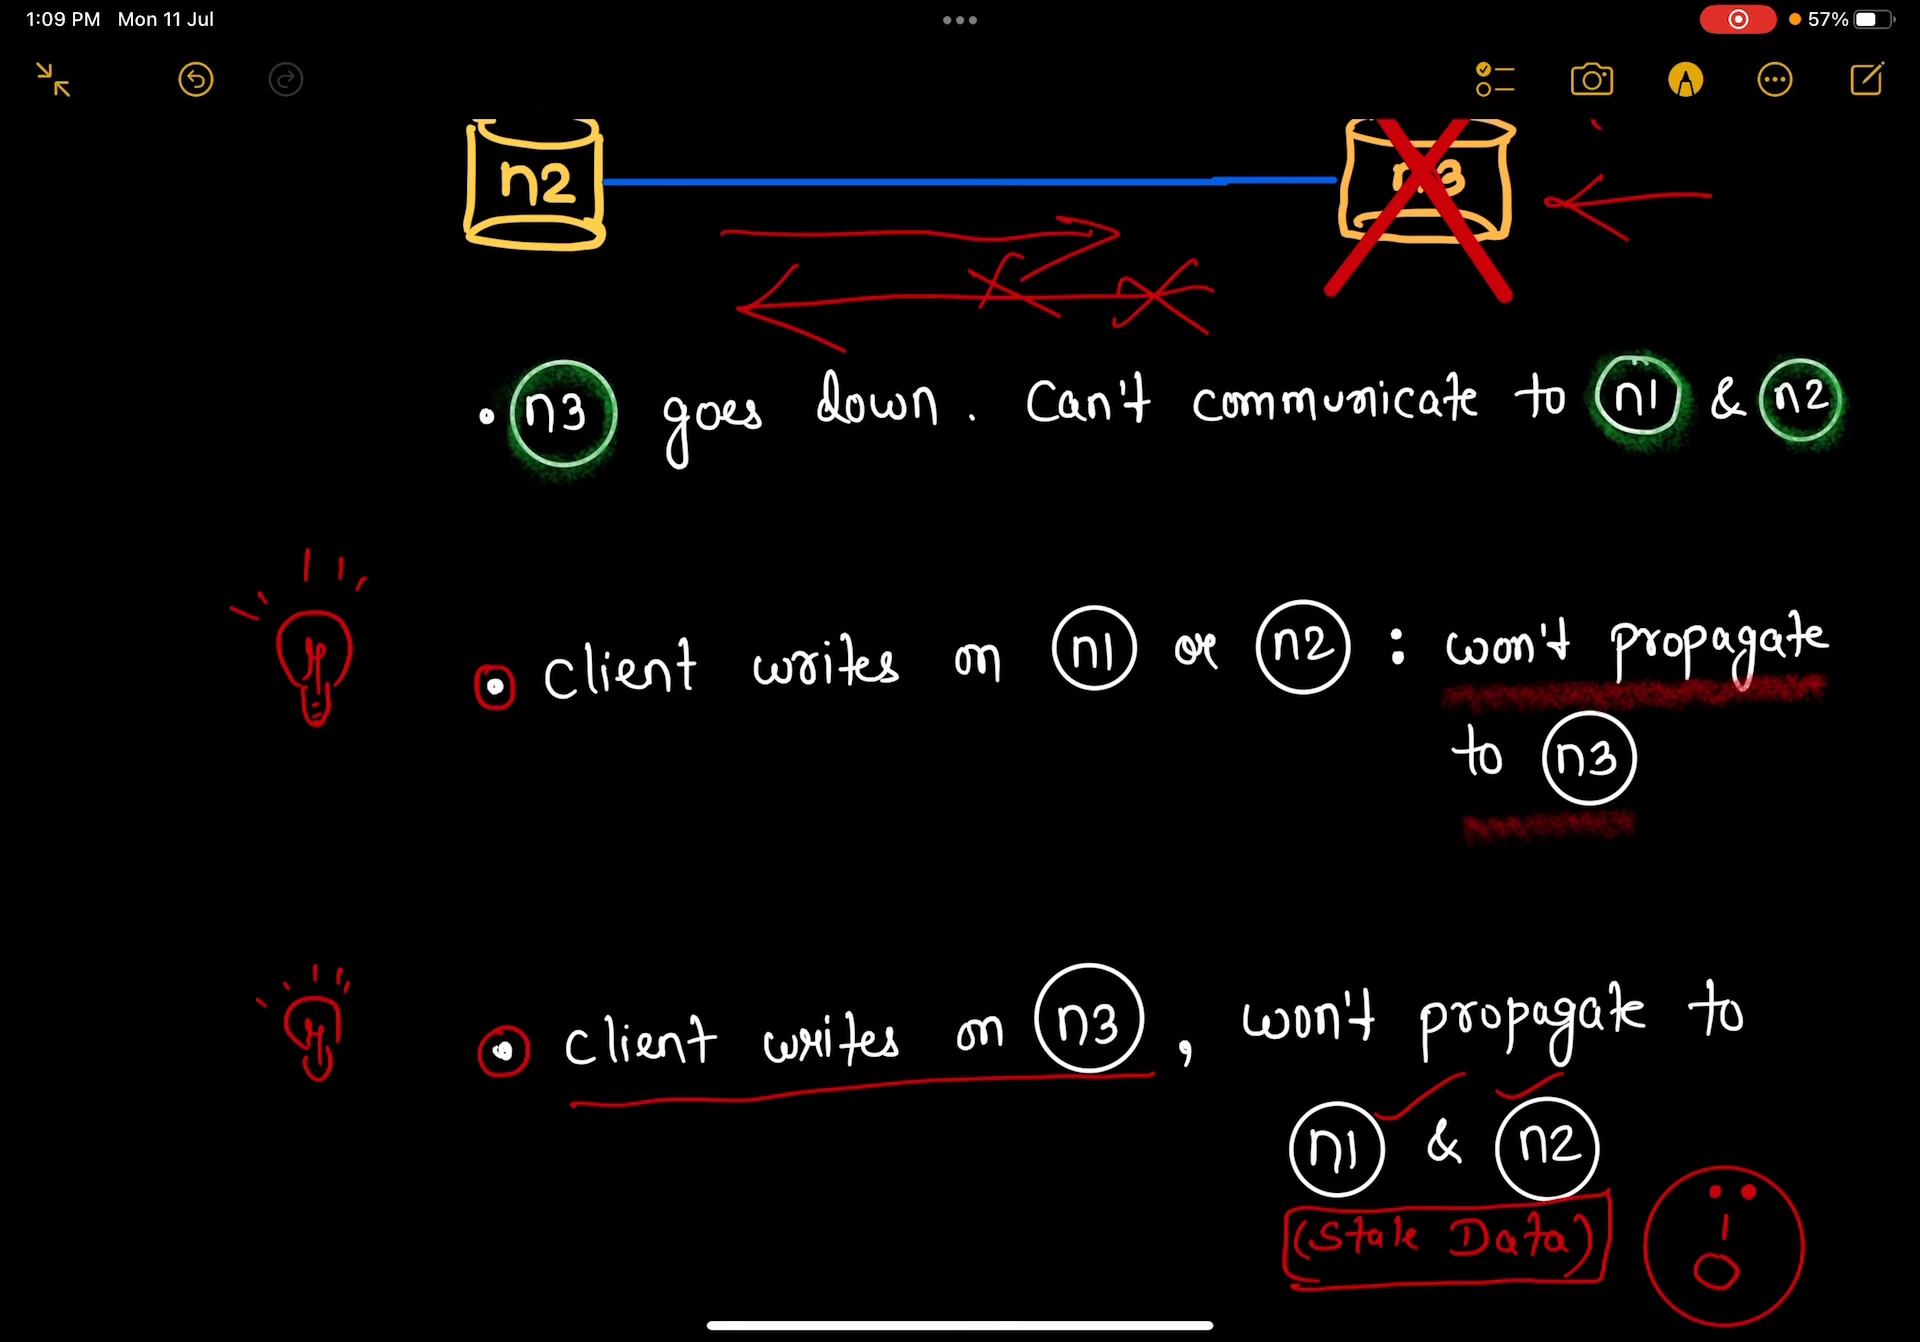 1:09 PM Mon 11 Jul
57%
n2
n3
• n3 goes down. Can't communicate to n1 & n2
• client writes on n1 or n2 : won't propagate
to n3
• client writes on n3, won't propagate to
n1 & n2
(Stale Data)